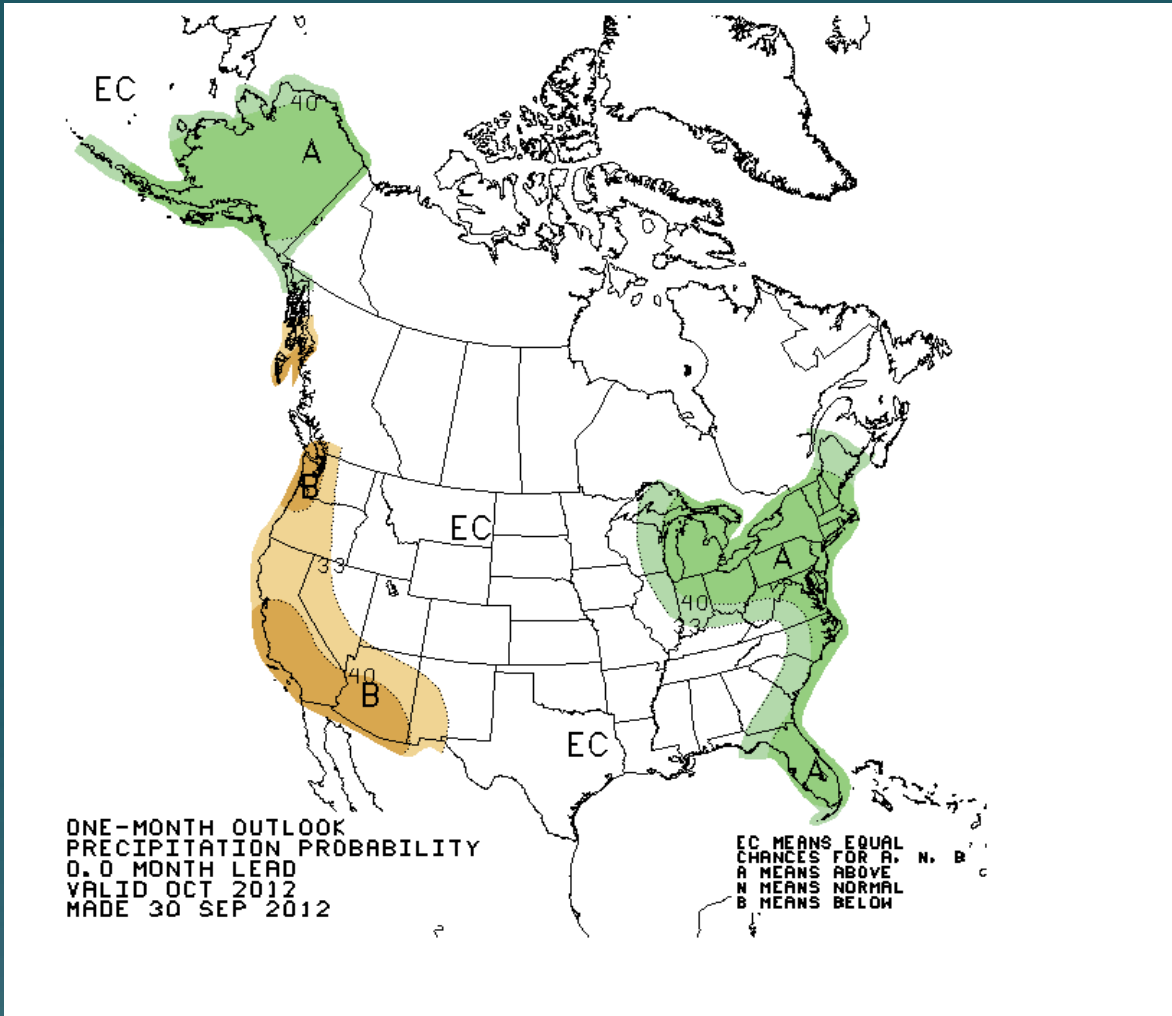 EC
40
A
B
EC
33
A
40
33
40
B
EC
A
ONE-MONTH OUTLOOK
PRECIPITATION PROBABILITY
0.0 MONTH LEAD
VALID OCT 2012
MADE 30 SEP 2012
EC MEANS EQUAL
CHANCES FOR A, N, B
A MEANS ABOVE
N MEANS NORMAL
B MEANS BELOW